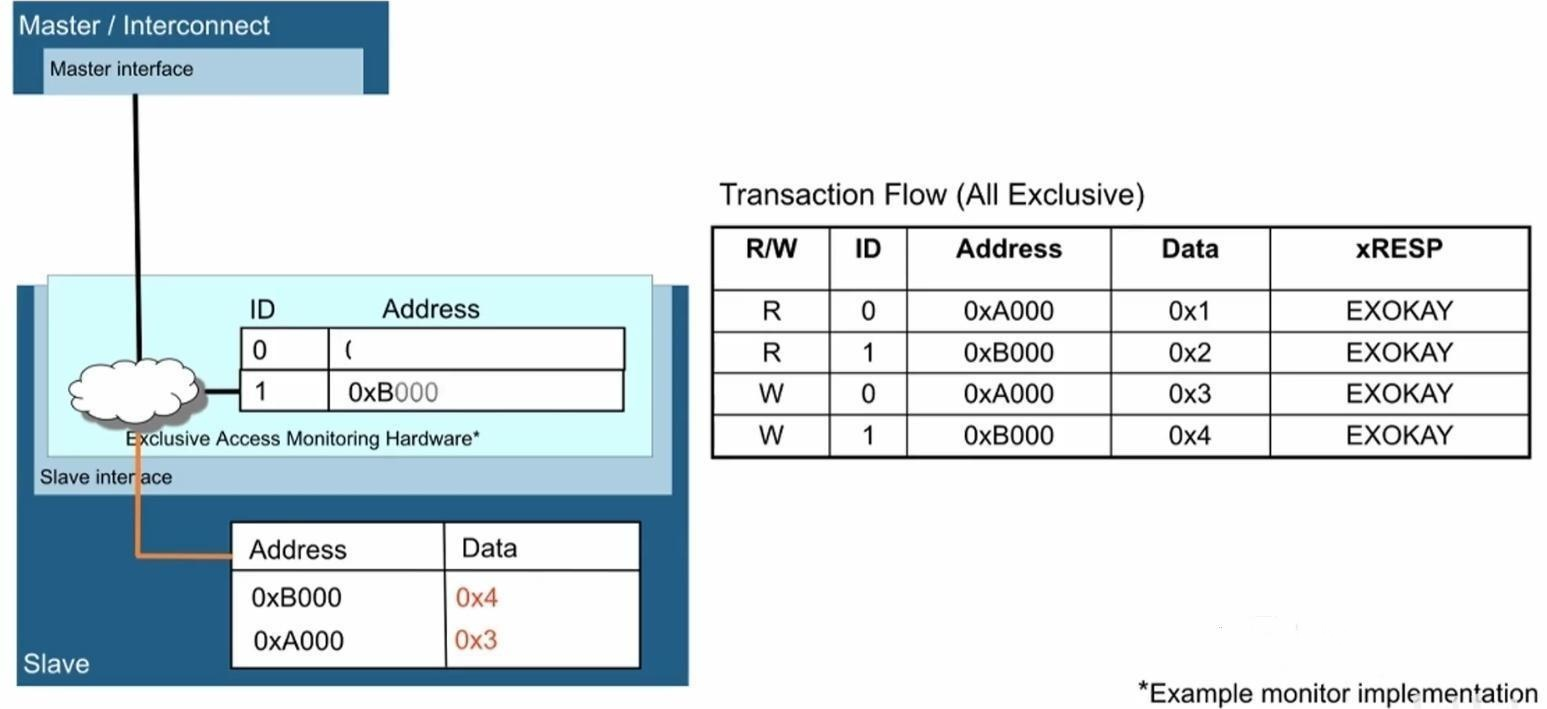 Master / Interconnect
Master interface
ID Address
0 (
1 0xB000
Exclusive Access Monitoring Hardware*
Slave interface
Address Data
0xB000 0x4
0xA000 0x3
Slave
Transaction Flow (All Exclusive)
R/W ID Address Data xRESP
R 0 0xA000 0x1 EXOKAY
R 1 0xB000 0x2 EXOKAY
W 0 0xA000 0x3 EXOKAY
W 1 0xB000 0x4 EXOKAY
*Example monitor implementation